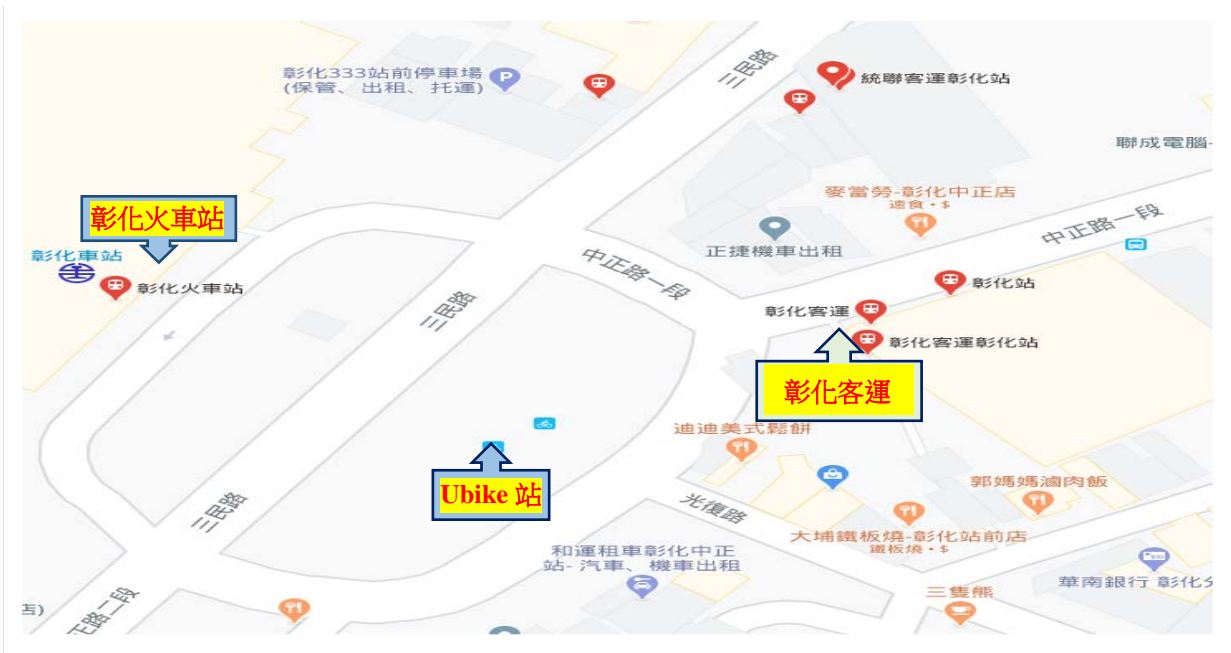 三民路
彰化333站前停車場
(保管、出租、托運)
統聯客運彰化站
聯成電腦-
麥當勞-彰化中正店
速食・$
彰化火車站
中正路一段
正捷機車出租
彰化車站
彰化火車站
中正路一段
彰化站
三民路
彰化客運
彰化客運彰化站
彰化客運
迪迪美式鬆餅
郭媽媽滷肉飯
Ubike 站
三民路
光復路
大埔鐵板燒-彰化站前店
鐵板燒・$
和運租車彰化中正
站- 汽車、機車出租
華南銀行 彰化分
三隻熊
店)
正路二段